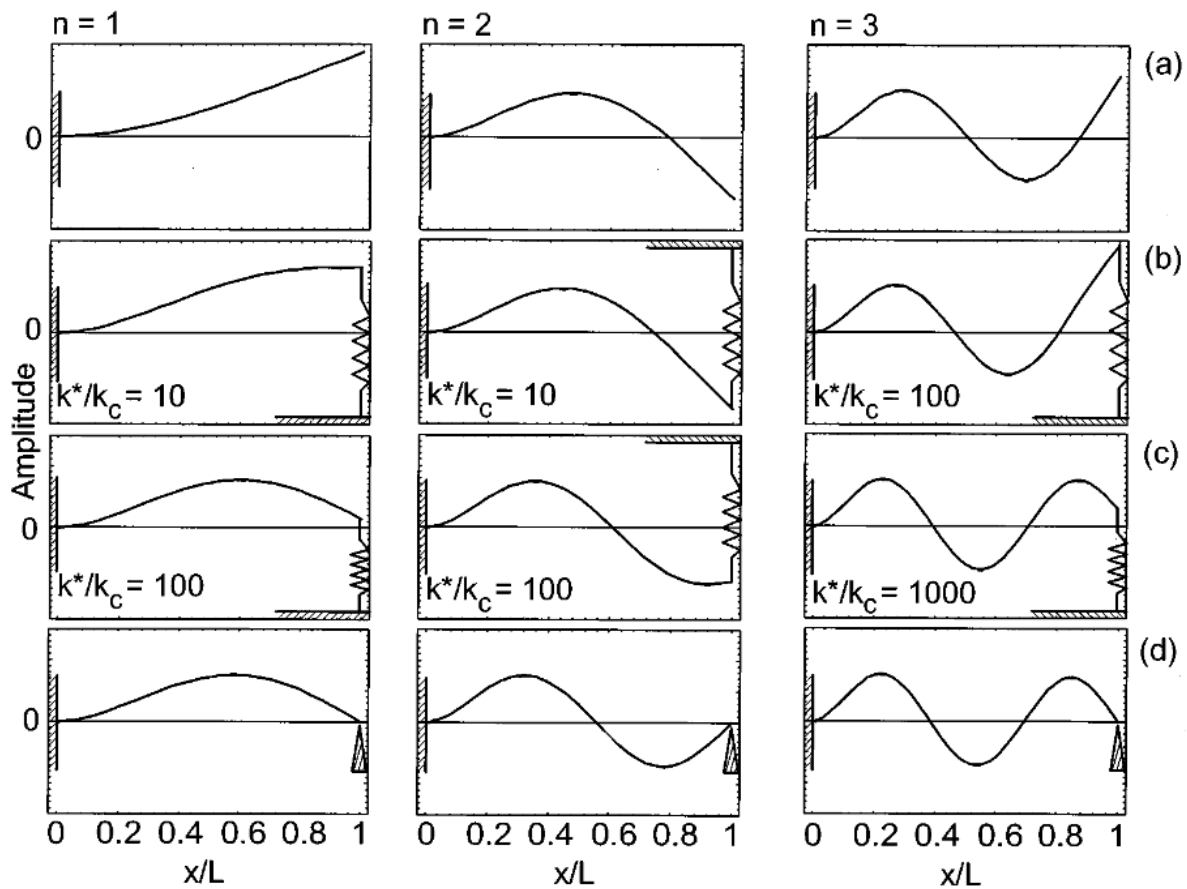 n = 1
n = 2
n = 3
(a)
0
(b)
0
k*/k_c = 10
k*/k_c = 10
k*/k_c = 100
(c)
0
k*/k_c = 100
k*/k_c = 100
k*/k_c = 1000
(d)
0
Amplitude
0 0.2 0.4 0.6 0.8 1
0 0.2 0.4 0.6 0.8 1
0 0.2 0.4 0.6 0.8 1
x/L
x/L
x/L